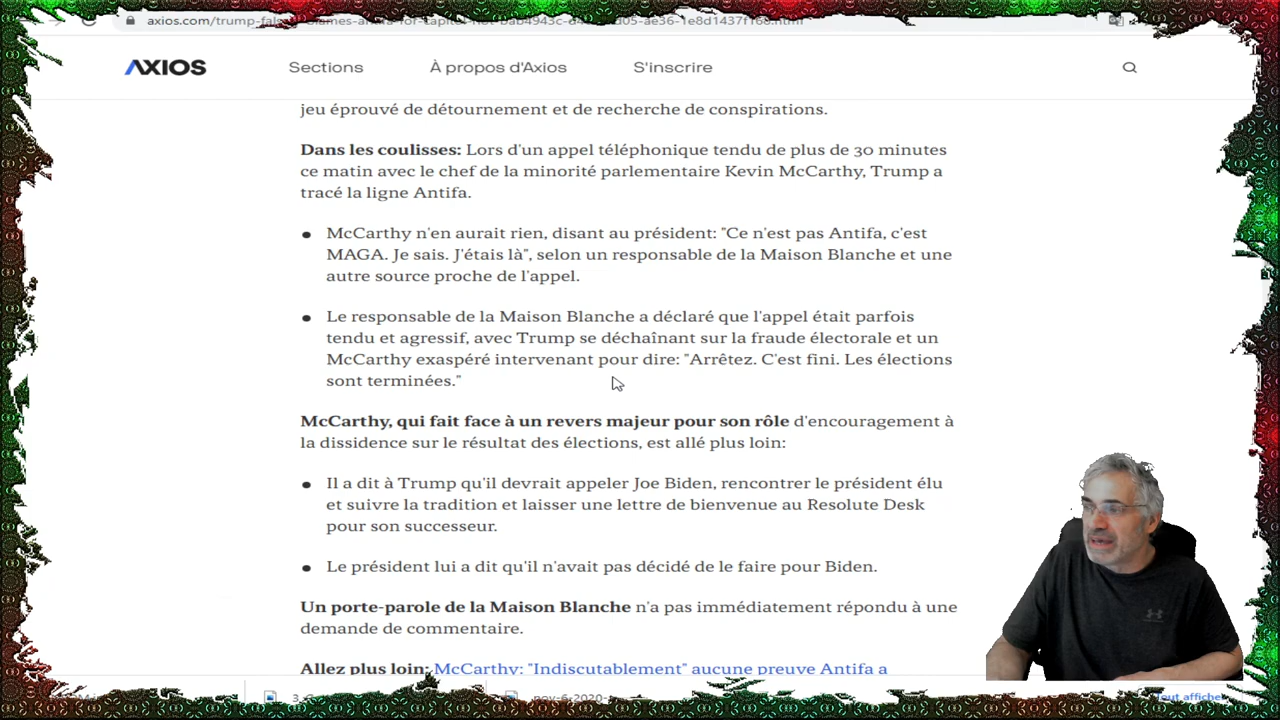 axios.com/trump-fal
AXIOS
Sections
À propos d'Axios
S'inscrire
jeu éprouvé de détournement et de recherche de conspirations.
Dans les coulisses: Lors d'un appel téléphonique tendu de plus de 30 minutes
ce matin avec le chef de la minorité parlementaire Kevin McCarthy, Trump a
tracé la ligne Antifa.
McCarthy n'en aurait rien, disant au président: "Ce n'est pas Antifa, c'est
MAGA. Je sais. J'étais là", selon un responsable de la Maison Blanche et une
autre source proche de l'appel.
Le responsable de la Maison Blanche a déclaré que l'appel était parfois
tendu et agressif, avec Trump se déchaînant sur la fraude électorale et un
McCarthy exaspéré intervenant pour dire: "Arrêtez. C'est fini. Les élections
sont terminées."
McCarthy, qui fait face à un revers majeur pour son rôle d'encouragement à
la dissidence sur le résultat des élections, est allé plus loin:
Il a dit à Trump qu'il devrait appeler Joe Biden, rencontrer le président élu
et suivre la tradition et laisser une lettre de bienvenue au Resolute Desk
pour son successeur.
Le président lui a dit qu'il n'avait pas décidé de le faire pour Biden.
Un porte-parole de la Maison Blanche n'a pas immédiatement répondu à une
demande de commentaire.
Allez plus loin: McCarthy: "Indiscutablement" aucune preuve Antifa a
nov-6-2020-
Tout affiche